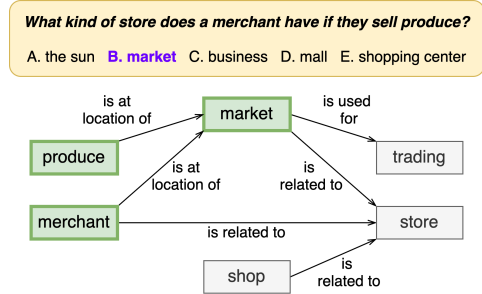 What kind of store does a merchant have if they sell produce?
A. the sun B. market C. business D. mall E. shopping center
is at
location of
market
is used
for
produce
trading
is at
location of
is
related to
merchant
store
is related to
shop
is
related to